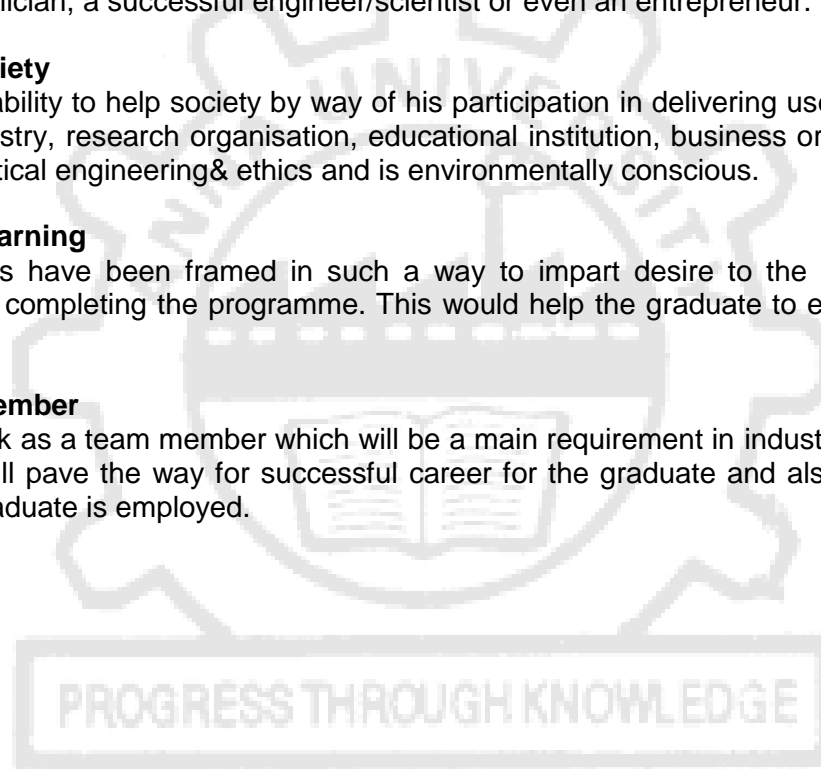 nician, a successful engineer/scientist or even an entrepreneur.
iety
ability to help society by way of his participation in delivering use
stry, research organisation, educational institution, business or
tical engineering& ethics and is environmentally conscious.
arning
s have been framed in such a way to impart desire to the
completing the programme. This would help the graduate to e
ember
k as a team member which will be a main requirement in indust
ll pave the way for successful career for the graduate and als
aduate is employed.
UNIVERSITY
PROGRESS THROUGH KNOWLEDGE